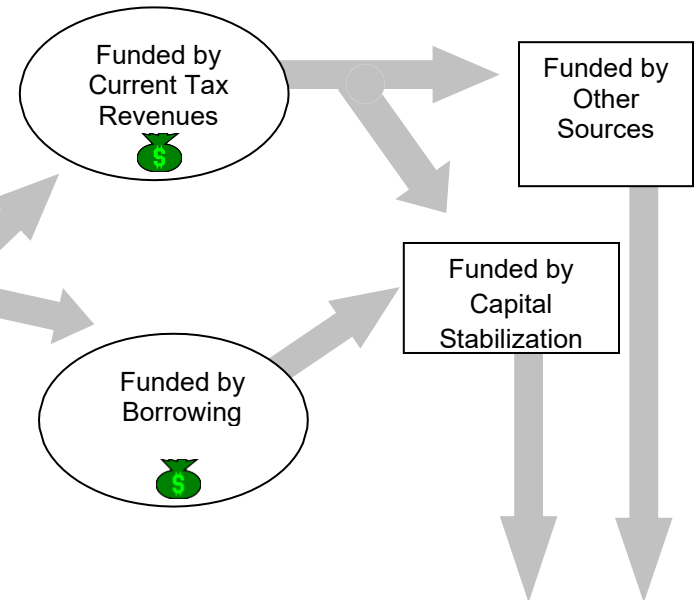 Funded by
Current Tax
Revenues
$
Funded by
Other
Sources
Funded by
Capital
Stabilization
Funded by
Borrowing
$